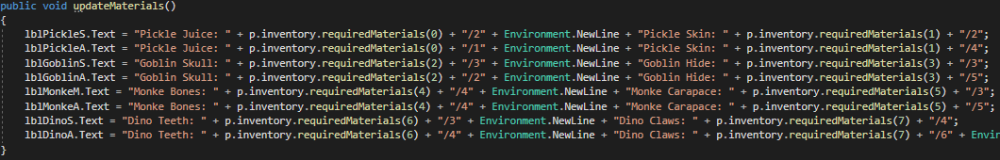 public void updateMaterials()
{
lblPickleS.Text = "Pickle Juice: " + p.inventory.requiredMaterials(0) + "/2" + Environment.NewLine + "Pickle Skin: " + p.inventory.requiredMaterials(1) + "/2";
lblPickleA.Text = "Pickle Juice: " + p.inventory.requiredMaterials(0) + "/1" + Environment.NewLine + "Pickle Skin: " + p.inventory.requiredMaterials(1) + "/4";
lblGoblinS.Text = "Goblin Skull: " + p.inventory.requiredMaterials(2) + "/3" + Environment.NewLine + "Goblin Hide: " + p.inventory.requiredMaterials(3) + "/3";
lblGoblinA.Text = "Goblin Skull: " + p.inventory.requiredMaterials(2) + "/2" + Environment.NewLine + "Goblin Hide: " + p.inventory.requiredMaterials(3) + "/5";
lblMonkeM.Text = "Monke Bones: " + p.inventory.requiredMaterials(4) + "/4" + Environment.NewLine + "Monke Carapace: " + p.inventory.requiredMaterials(5) + "/3";
lblMonkeA.Text = "Monke Bones: " + p.inventory.requiredMaterials(4) + "/4" + Environment.NewLine + "Monke Carapace: " + p.inventory.requiredMaterials(5) + "/5";
lblDinoS.Text = "Dino Teeth: " + p.inventory.requiredMaterials(6) + "/3" + Environment.NewLine + "Dino Claws: " + p.inventory.requiredMaterials(7) + "/4";
lblDinoA.Text = "Dino Teeth: " + p.inventory.requiredMaterials(6) + "/4" + Environment.NewLine + "Dino Claws: " + p.inventory.requiredMaterials(7) + "/6" + Envir
}